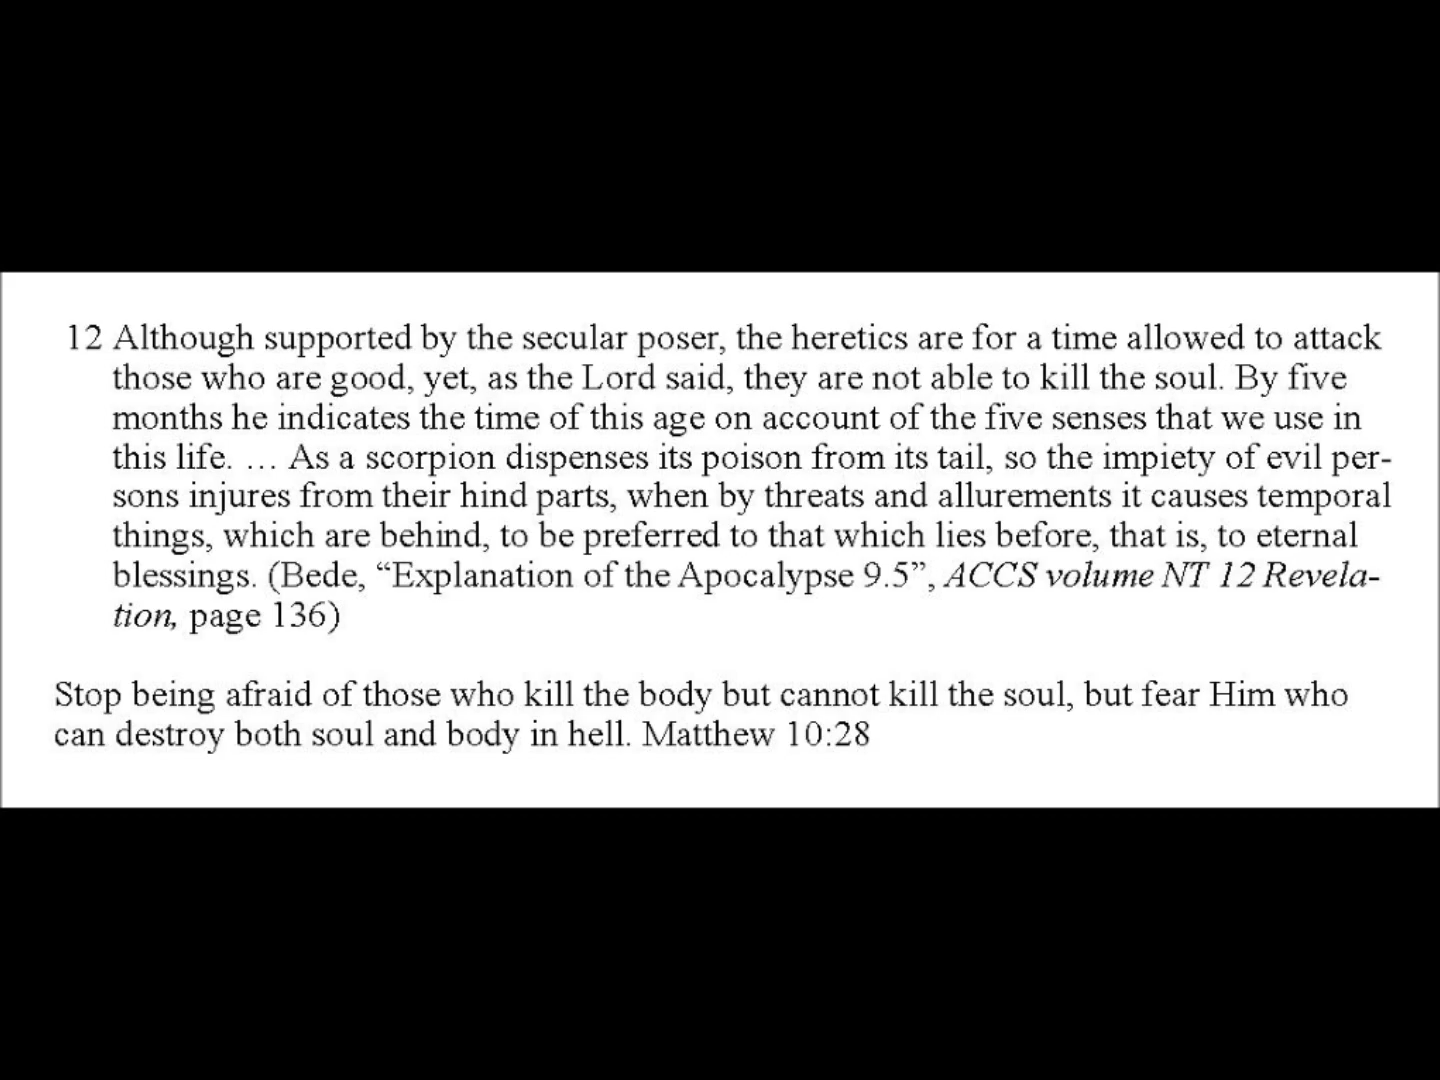 12 Although supported by the secular poser, the heretics are for a time allowed to attack
those who are good, yet, as the Lord said, they are not able to kill the soul. By five
months he indicates the time of this age on account of the five senses that we use in
this life. … As a scorpion dispenses its poison from its tail, so the impiety of evil per-
sons injures from their hind parts, when by threats and allurements it causes temporal
things, which are behind, to be preferred to that which lies before, that is, to eternal
blessings. (Bede, “Explanation of the Apocalypse 9.5”, ACCS volume NT 12 Revela-
tion, page 136)
Stop being afraid of those who kill the body but cannot kill the soul, but fear Him who
can destroy both soul and body in hell. Matthew 10:28